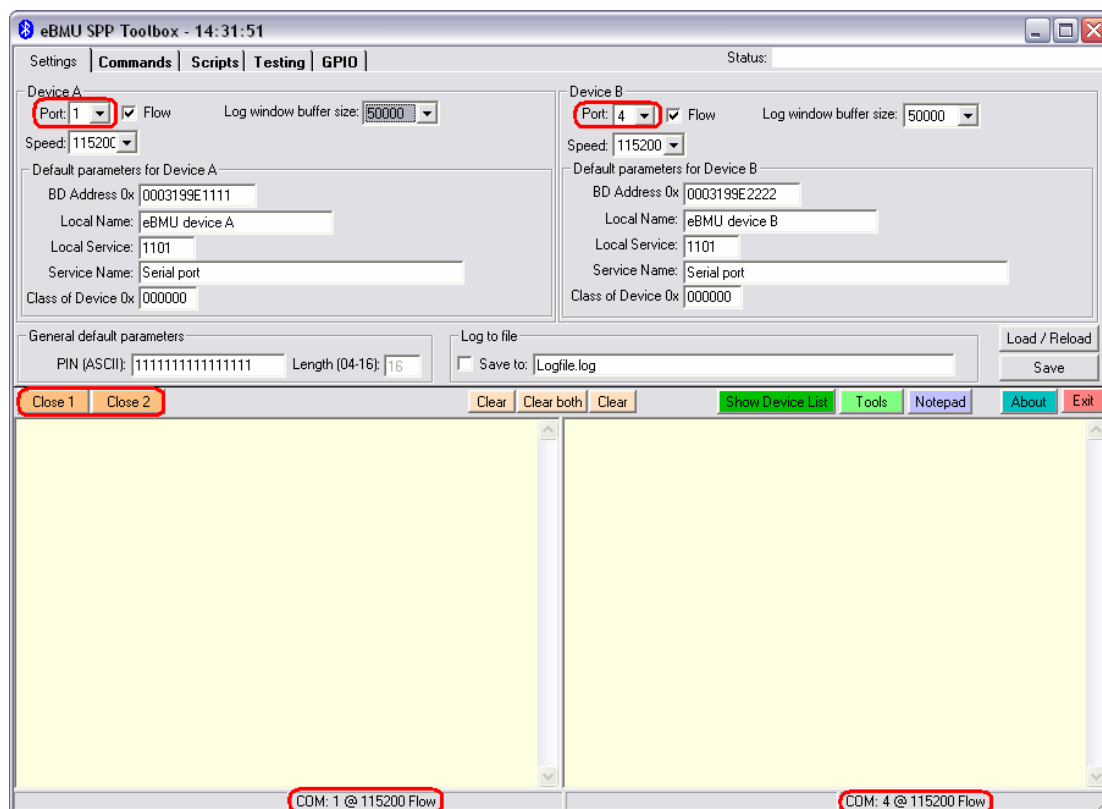 eBMU SPP Toolbox - 14:31:51
Settings Commands Scripts Testing GPIO Status:
Device A
Port: 1 Flow Log window buffer size: 50000
Speed: 115200
Default parameters for Device A
BD Address 0x 0003199E1111
Local Name: eBMU device A
Local Service: 1101
Service Name: Serial port
Class of Device 0x 000000
Device B
Port: 4 Flow Log window buffer size: 50000
Speed: 115200
Default parameters for Device B
BD Address 0x 0003199E2222
Local Name: eBMU device B
Local Service: 1101
Service Name: Serial port
Class of Device 0x 000000
General default parameters
PIN (ASCII): 1111111111111111 Length (04-16): 16
Log to file
Save to: Logfile.log
Load / Reload
Save
Close 1 Close 2 Clear Clear both Clear Show Device List Tools Notepad About Exit
COM: 1 @ 115200 Flow COM: 4 @ 115200 Flow